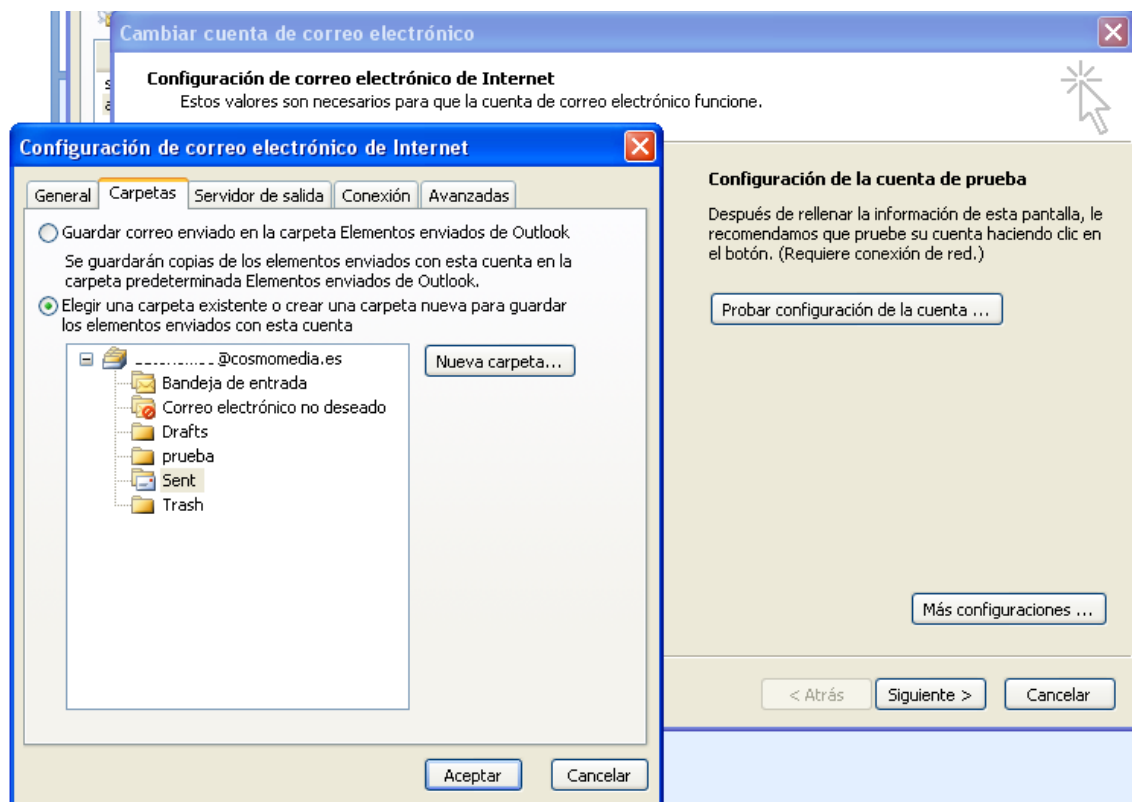 Cambiar cuenta de correo electrónico
Configuración de correo electrónico de Internet
Estos valores son necesarios para que la cuenta de correo electrónico funcione.
Configuración de correo electrónico de Internet
General
Carpetas
Servidor de salida
Conexión
Avanzadas
Guardar correo enviado en la carpeta Elementos enviados de Outlook
Se guardarán copias de los elementos enviados con esta cuenta en la
carpeta predeterminada Elementos enviados de Outlook.
Elegir una carpeta existente o crear una carpeta nueva para guardar
los elementos enviados con esta cuenta
@cosmomedia.es
Bandeja de entrada
Correo electrónico no deseado
Drafts
prueba
Sent
Trash
Nueva carpeta...
Aceptar
Cancelar
Configuración de la cuenta de prueba
Después de rellenar la información de esta pantalla, le
recomendamos que pruebe su cuenta haciendo clic en
el botón. (Requiere conexión de red.)
Probar configuración de la cuenta ...
Más configuraciones ...
< Atrás
Siguiente >
Cancelar